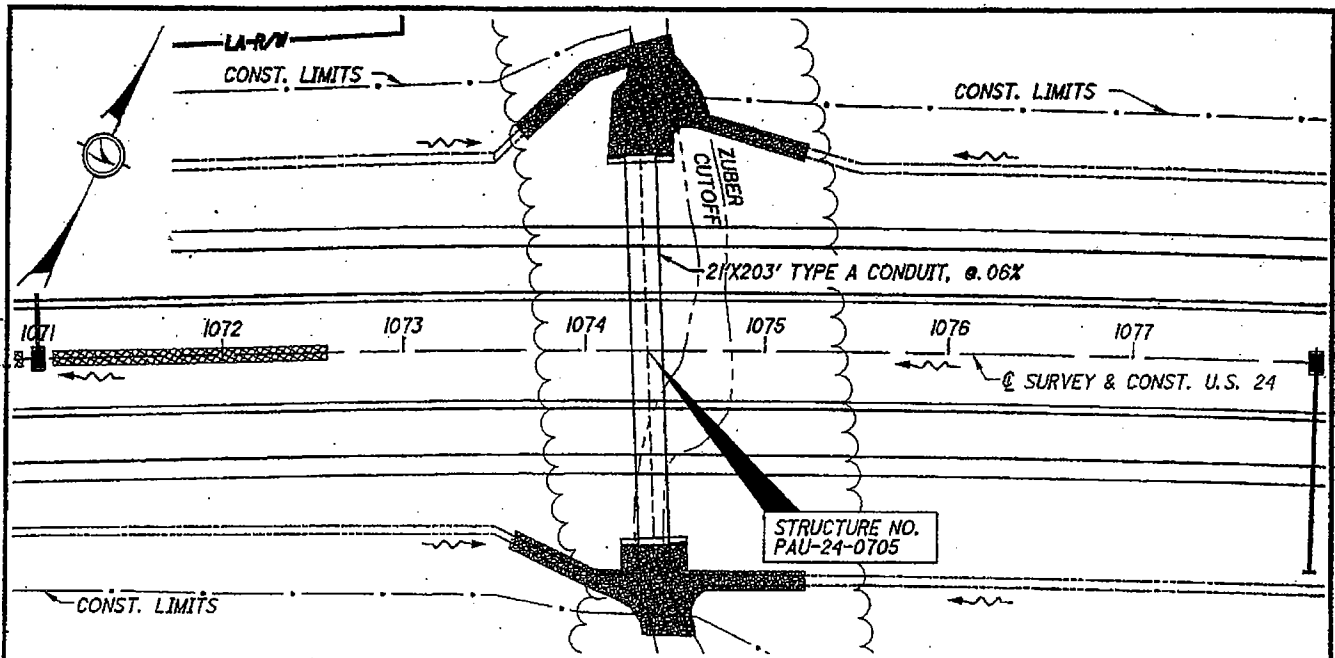 LA-R/W
CONST. LIMITS
CONST. LIMITS
ZUBER
CUTOFF
21'X203' TYPE A CONDUIT, @.06%
1071
1072
1073
1074
1075
1076
1077
℄ SURVEY & CONST. U.S. 24
STRUCTURE NO.
PAU-24-0705
CONST. LIMITS